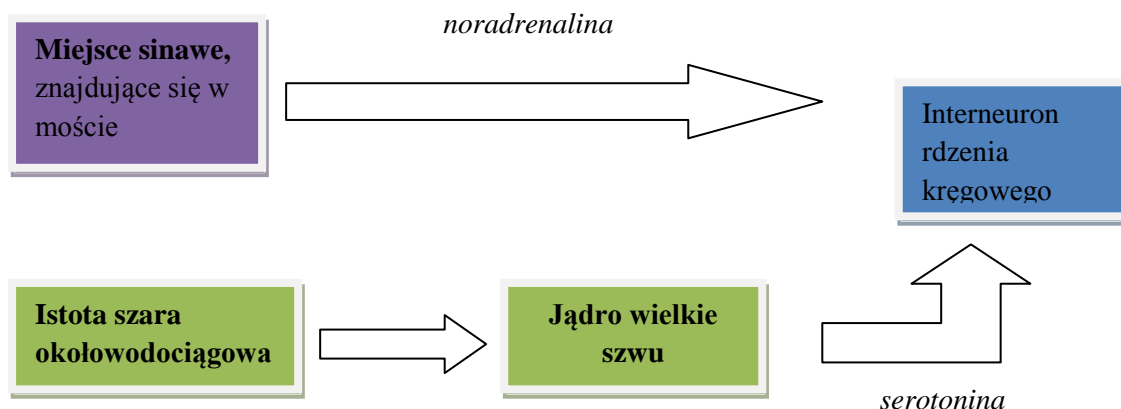 noradrenalina
Miejsce sinawe,
znajdujące się w
moście
Interneuron
rdzenia
kręgowego
Istota szara
okołowodociągowa
Jądro wielkie
szwu
serotonina